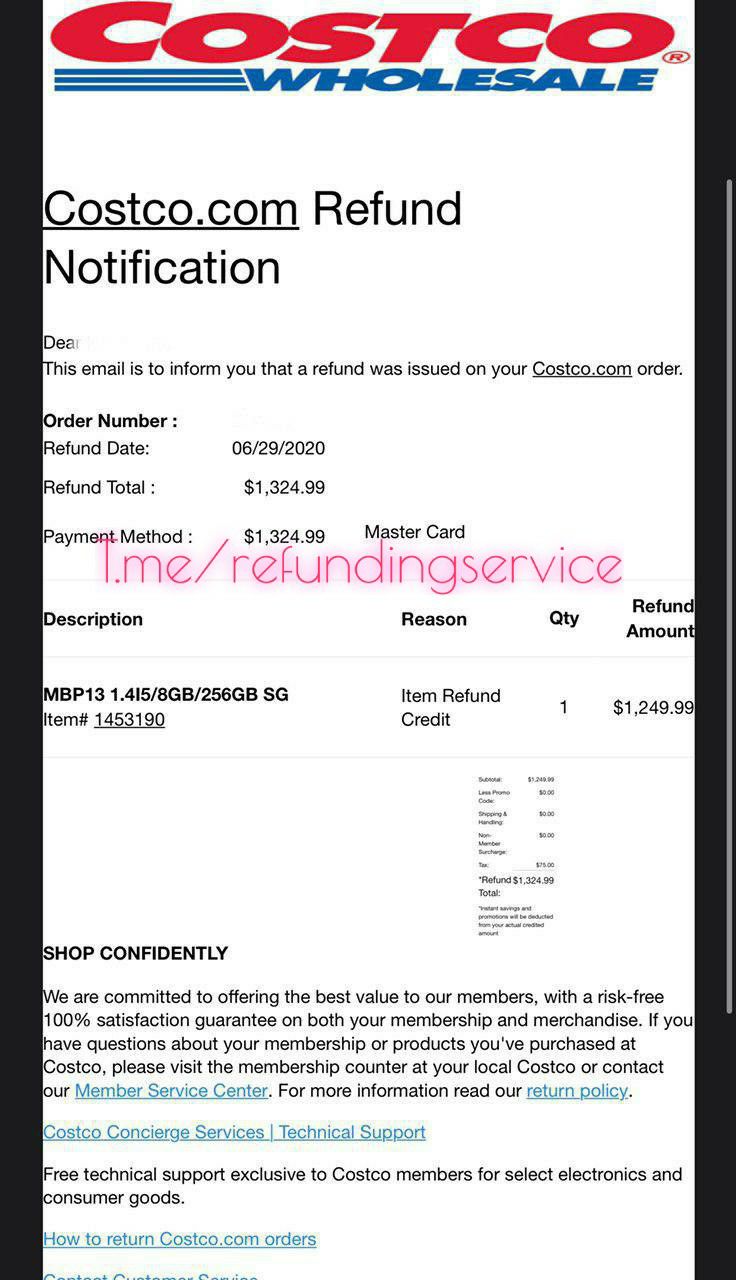 COSTCO
WHOLESALE
Costco.com Refund
Notification
Dear
This email is to inform you that a refund was issued on your Costco.com order.
Order Number :
Refund Date: 06/29/2020
Refund Total : $1,324.99
Payment Method : $1,324.99 Master Card
T.me/refundingservice
Description Reason Qty Refund
Amount
MBP13 1.4I5/8GB/256GB SG Item Refund
Item# 1453190 Credit 1 $1,249.99
Subtotal: $1,249.99
Less Promo $0.00
Code:
Shipping & $0.00
Handling:
Non- $0.00
Member
Surcharge:
Tax: $75.00
*Refund $1,324.99
Total:
*Instant savings and
promotions will be deducted
from your actual credited
amount
SHOP CONFIDENTLY
We are committed to offering the best value to our members, with a risk-free
100% satisfaction guarantee on both your membership and merchandise. If you
have questions about your membership or products you've purchased at
Costco, please visit the membership counter at your local Costco or contact
our Member Service Center. For more information read our return policy.
Costco Concierge Services | Technical Support
Free technical support exclusive to Costco members for select electronics and
consumer goods.
How to return Costco.com orders
Contact Customer Service